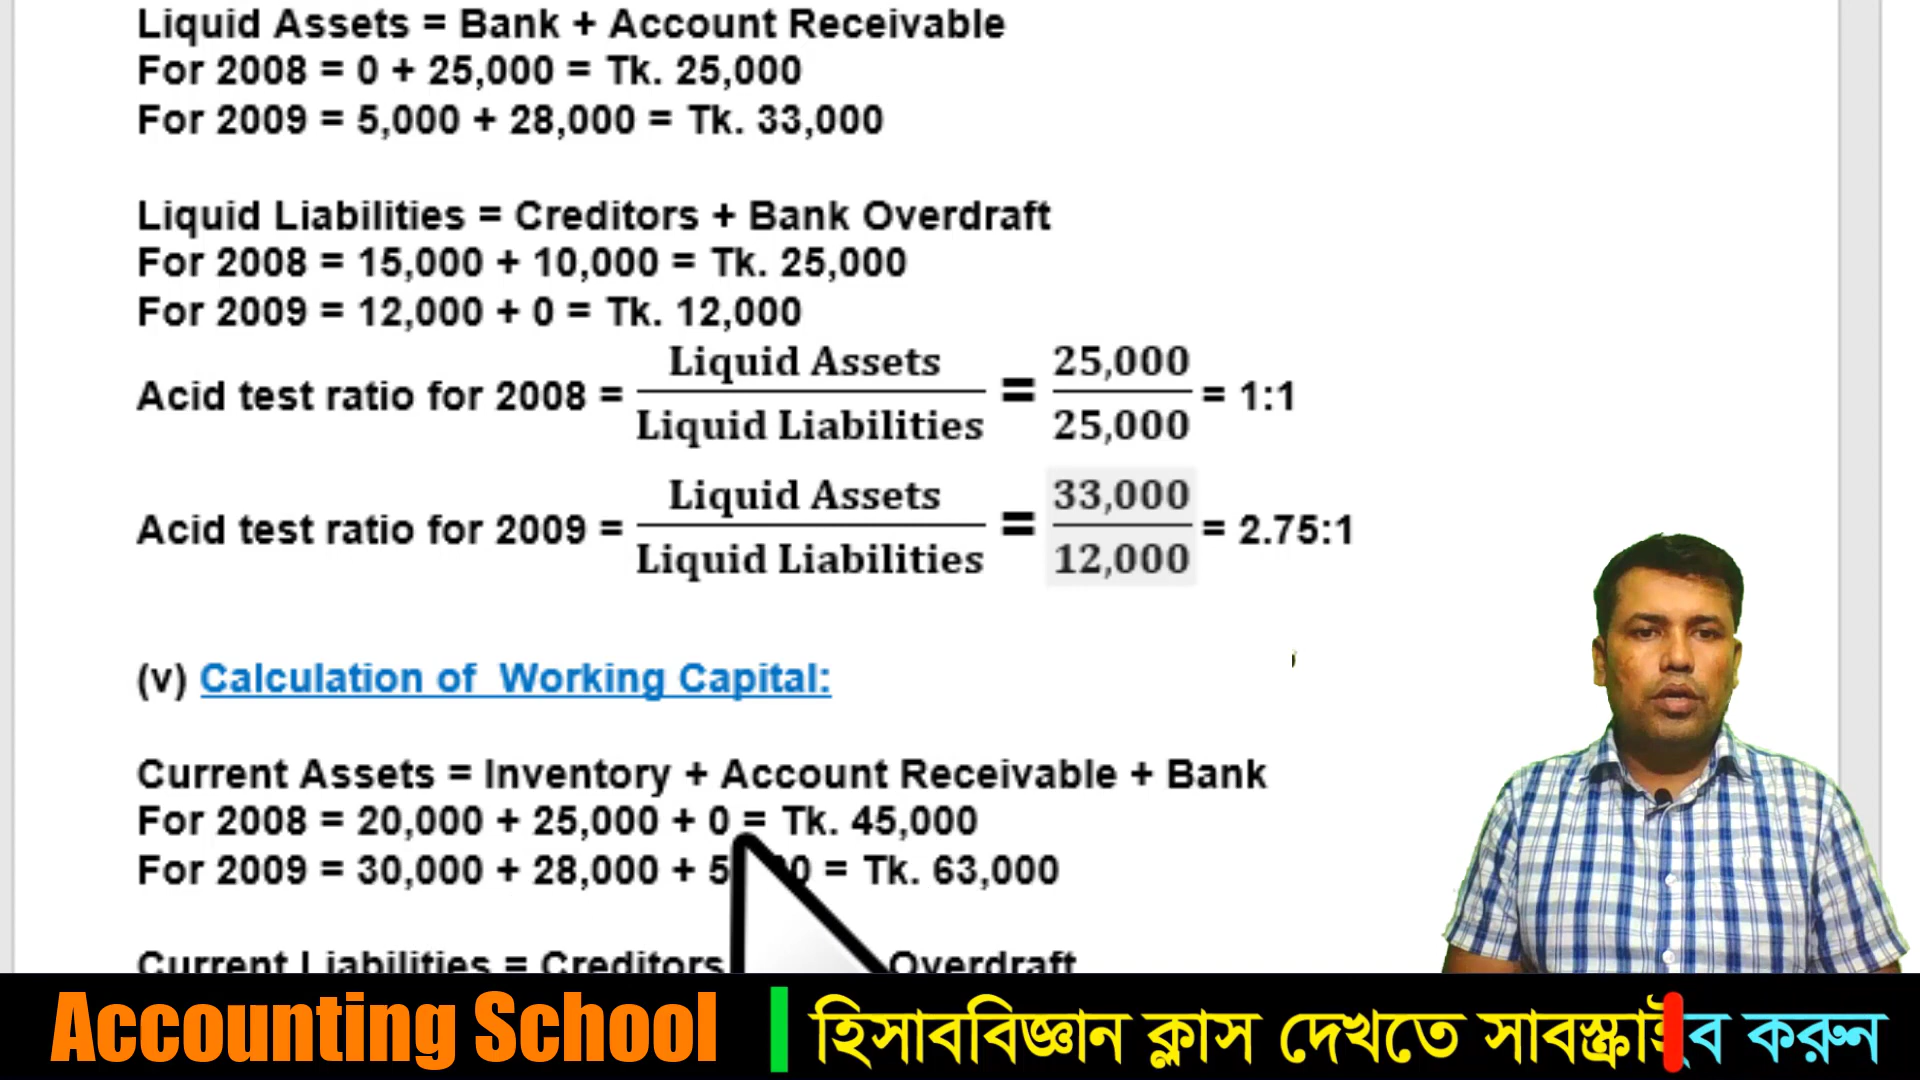 Liquid Assets = Bank + Account Receivable
For 2008 = 0 + 25,000 = Tk. 25,000
For 2009 = 5,000 + 28,000 = Tk. 33,000
Liquid Liabilities = Creditors + Bank Overdraft
For 2008 = 15,000 + 10,000 = Tk. 25,000
For 2009 = 12,000 + 0 = Tk. 12,000
Acid test ratio for 2008 = Liquid Assets / Liquid Liabilities = 25,000 / 25,000 = 1:1
Acid test ratio for 2009 = Liquid Assets / Liquid Liabilities = 33,000 / 12,000 = 2.75:1
(v) Calculation of Working Capital:
Current Assets = Inventory + Account Receivable + Bank
For 2008 = 20,000 + 25,000 + 0 = Tk. 45,000
For 2009 = 30,000 + 28,000 + = Tk. 63,000
Current Liabilities = Creditors Overdraft
Accounting School হিসাববিজ্ঞান ক্লাস দেখতে সাবস্ক্রাইব করুন